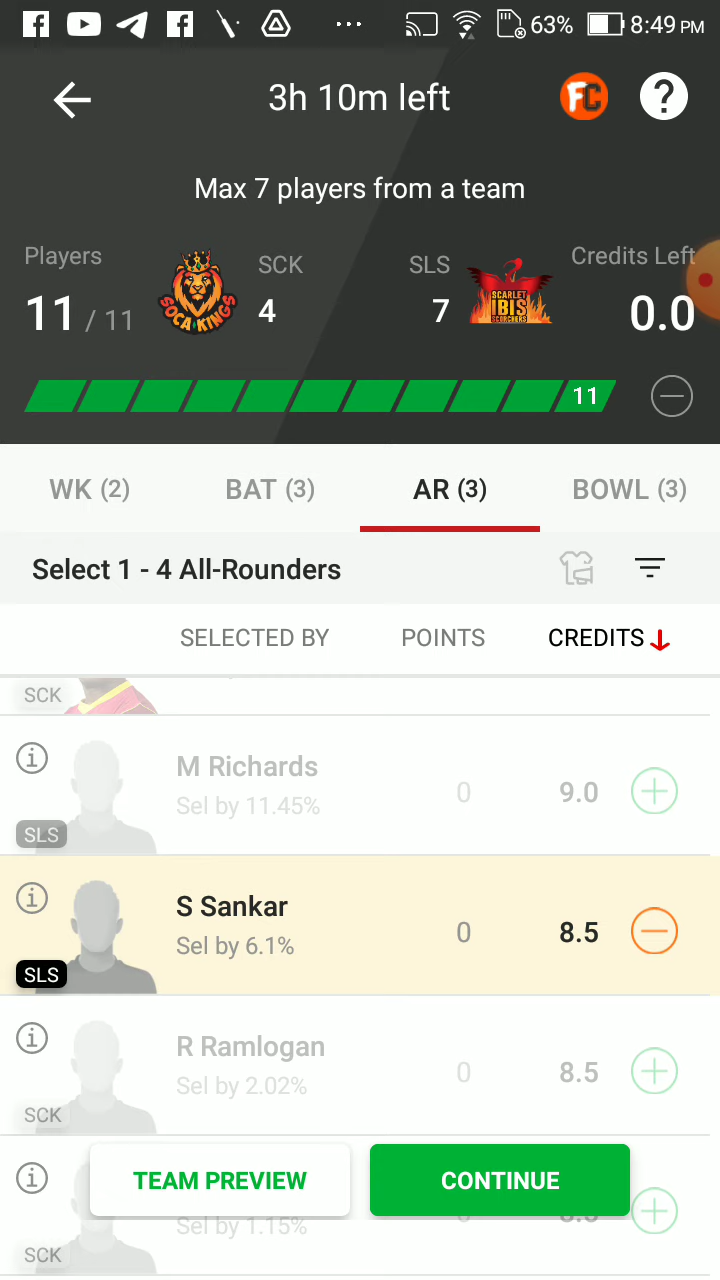 63% 8:49 PM
3h 10m left
FC ?
Max 7 players from a team
Players SCK SLS Credits Left
11 / 11 4 7 0.0
SOCA KINGS
SCARLET
IBIS
SCORCHERS
11
WK (2) BAT (3) AR (3) BOWL (3)
Select 1 - 4 All-Rounders
SELECTED BY POINTS CREDITS
SCK
M Richards
Sel by 11.45% 0 9.0
SLS
S Sankar
Sel by 6.1% 0 8.5
SLS
R Ramlogan
Sel by 2.02% 0 8.5
SCK
TEAM PREVIEW CONTINUE
Sel by 1.15%
SCK